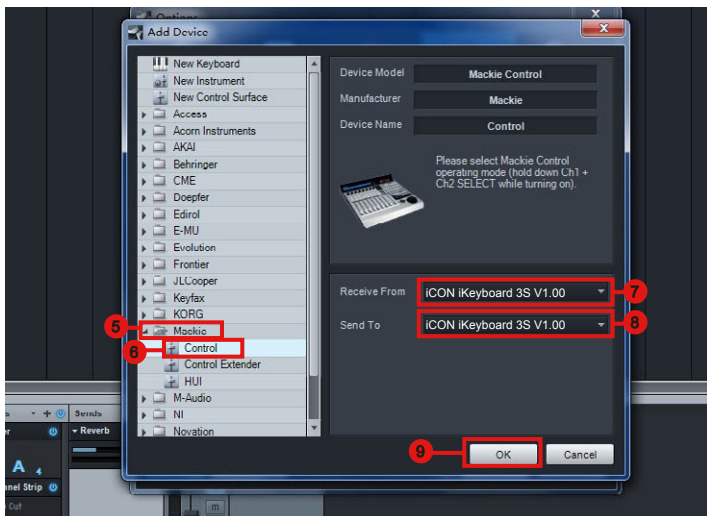 Options
X
Add Device
X
New Keyboard
New Instrument
New Control Surface
Access
Acorn Instruments
AKAI
Behringer
CME
Doepfer
Edirol
E-MU
Evolution
Frontier
JLCooper
Keyfax
KORG
5
Mackie
6
Control
Control Extender
HUI
M-Audio
NI
Novation
Device Model
Mackie Control
Manufacturer
Mackie
Device Name
Control
Please select Mackie Control
operating mode (hold down Ch1 +
Ch2 SELECT while turning on).
Receive From
iCON iKeyboard 3S V1.00
7
Send To
iCON iKeyboard 3S V1.00
8
9
OK
Cancel
Sends
Reverb
A 4
nnel Strip
Cut
m